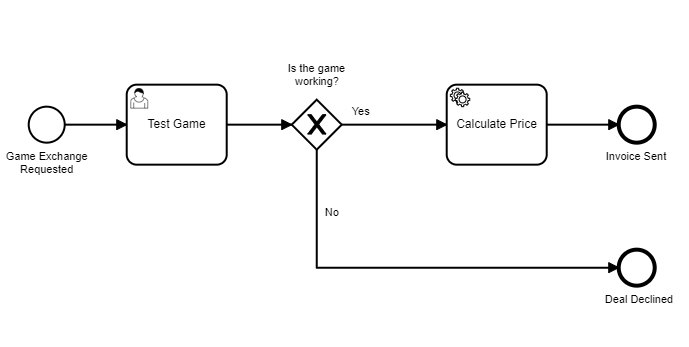 Is the game
working?
Yes
Test Game
Calculate Price
Game Exchange
Requested
Invoice Sent
No
Deal Declined